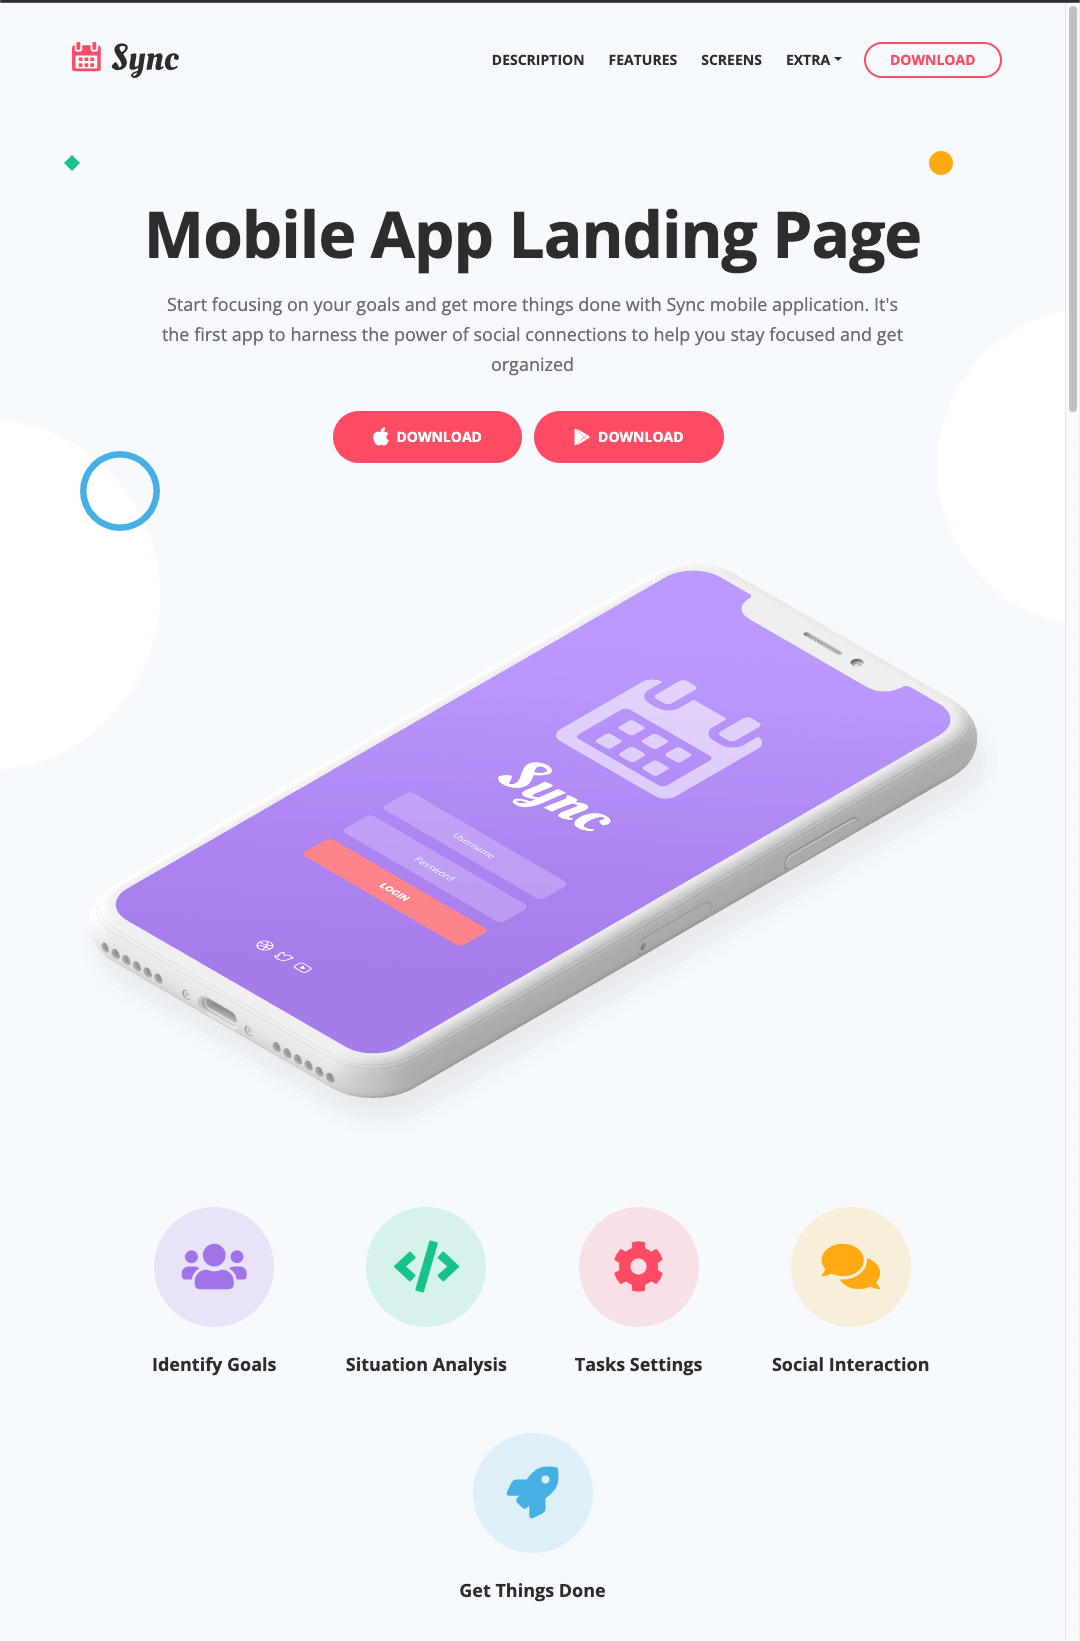 Sync
DESCRIPTION FEATURES SCREENS EXTRA DOWNLOAD
Mobile App Landing Page
Start focusing on your goals and get more things done with Sync mobile application. It's
the first app to harness the power of social connections to help you stay focused and get
organized
DOWNLOAD DOWNLOAD
Sync
Username
Password
LOGIN
Identify Goals Situation Analysis Tasks Settings Social Interaction
Get Things Done